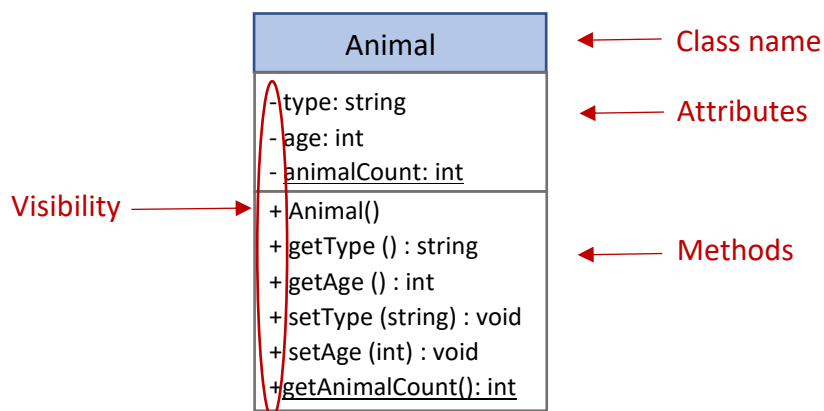 Animal
Class name
- type: string
Attributes
- age: int
- animalCount: int
Visibility
+ Animal()
+ getType () : string
Methods
+ getAge () : int
+ setType (string) : void
+ setAge (int) : void
+getAnimalCount(): int